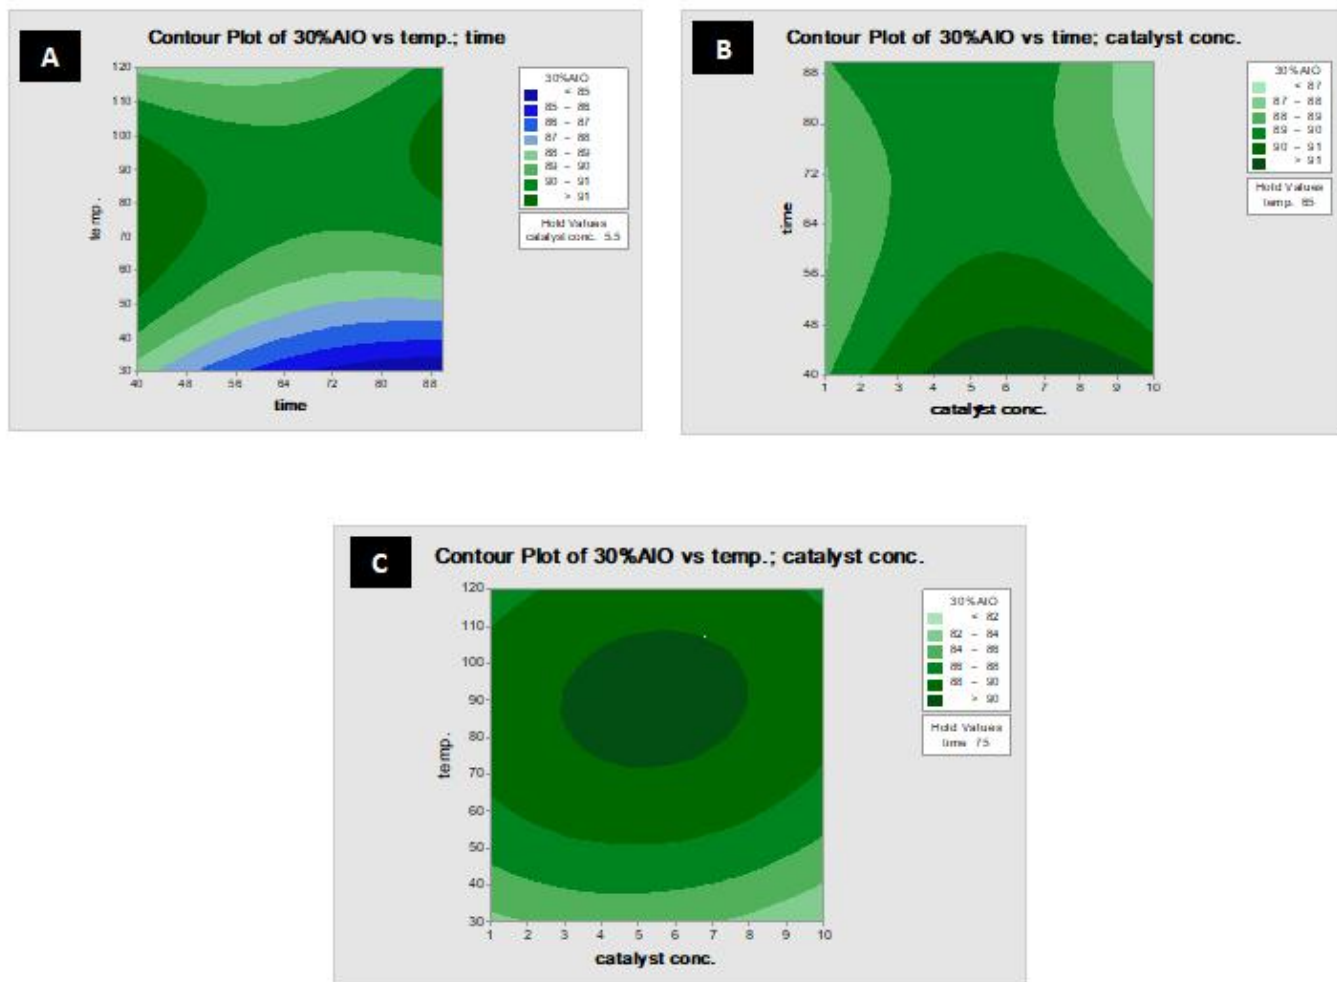 A
Contour Plot of 30%AIO vs temp.; time
120
110
100
90
80
70
60
50
40
30
temp.
40 48 56 64 72 80 88
time
30%AIO
< 85
85 – 86
86 – 87
87 – 88
88 – 89
89 – 90
90 – 91
> 91
Hold Values
catalyst conc. 5.5
B
Contour Plot of 30%AIO vs time; catalyst conc.
88
80
72
64
56
48
40
time
1 2 3 4 5 6 7 8 9 10
catalyst conc.
30%AIO
< 87
87 – 88
88 – 89
89 – 90
90 – 91
> 91
Hold Values
temp. 85
C
Contour Plot of 30%AIO vs temp.; catalyst conc.
120
110
100
90
80
70
60
50
40
30
temp.
1 2 3 4 5 6 7 8 9 10
catalyst conc.
30%AIO
< 82
82 – 84
84 – 86
86 – 88
88 – 90
> 90
Hold Values
time 75